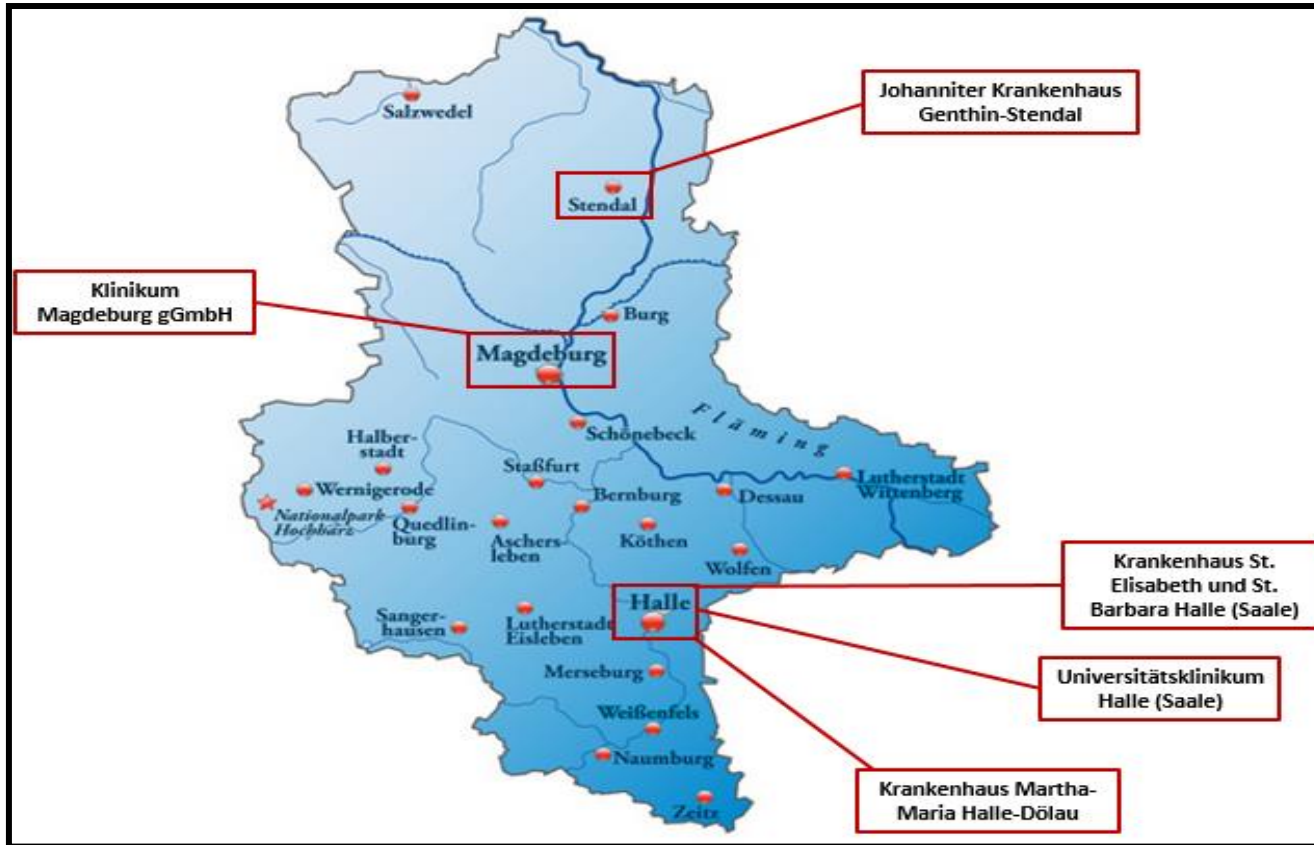 Johanniter Krankenhaus
Genthin-Stendal
Salzwedel
Stendal
Klinikum
Magdeburg gGmbH
Burg
Magdeburg
Fläming
Schönebeck
Halber-
stadt
Staßfurt
Lutherstadt
Wittenberg
Wernigerode
Bernburg
Dessau
Nationalpark
Hochharz
Quedlin-
burg
Aschers-
leben
Köthen
Wolfen
Krankenhaus St.
Elisabeth und St.
Barbara Halle (Saale)
Halle
Sanger-
hausen
Lutherstadt
Eisleben
Merseburg
Universitätsklinikum
Halle (Saale)
Weißenfels
Naumburg
Krankenhaus Martha-
Maria Halle-Dölau
Zeitz